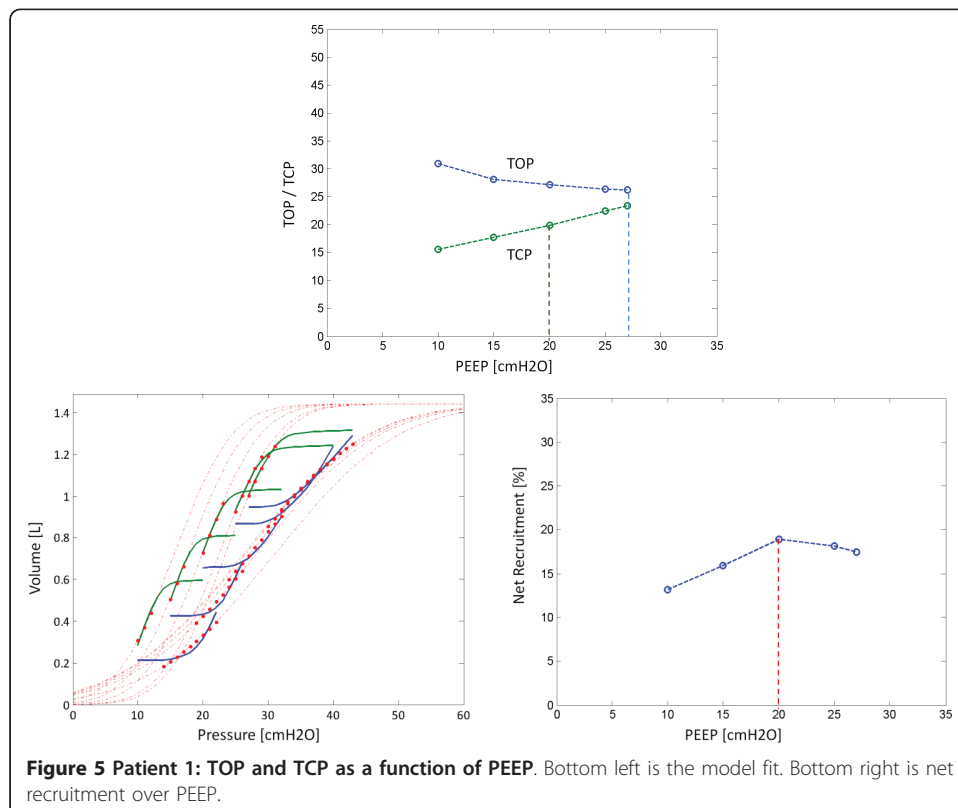 55
50
45
40
35
30
25
20
15
10
5
0
TOP / TCP
TOP
TCP
0 5 10 15 20 25 30 35
PEEP [cmH2O]
1.4
1.2
1
0.8
0.6
0.4
0.2
0
Volume [L]
0 10 20 30 40 50 60
Pressure [cmH2O]
35
30
25
20
15
10
5
0
Net Recruitment [%]
0 5 10 15 20 25 30 35
PEEP [cmH2O]
Figure 5 Patient 1: TOP and TCP as a function of PEEP. Bottom left is the model fit. Bottom right is net
recruitment over PEEP.